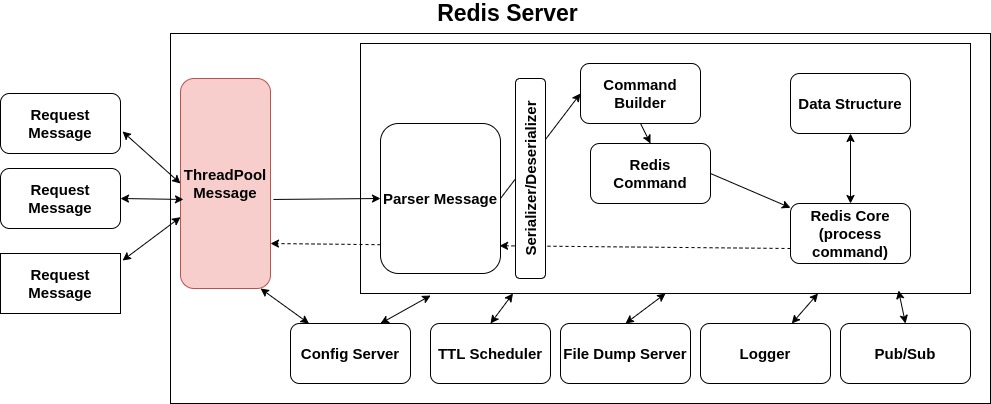 Redis Server
Request
Message
Request
Message
Request
Message
ThreadPool
Message
Parser Message
Serializer/Deserializer
Command
Builder
Redis
Command
Data Structure
Redis Core
(process
command)
Config Server
TTL Scheduler
File Dump Server
Logger
Pub/Sub